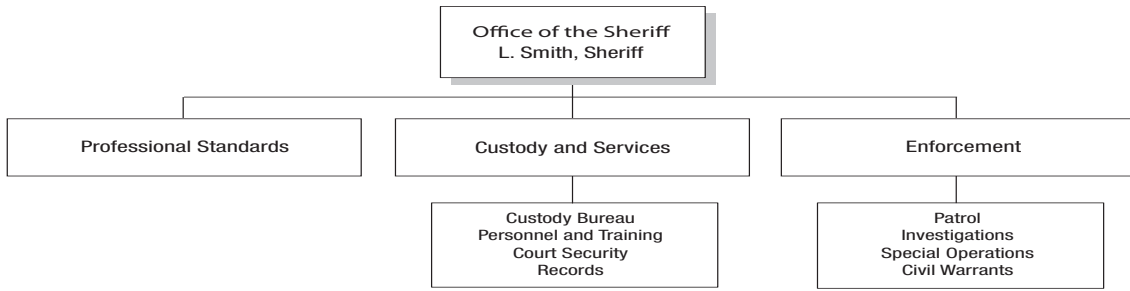 Office of the Sheriff
L. Smith, Sheriff
Professional Standards
Custody and Services
Enforcement
Custody Bureau
Personnel and Training
Court Security
Records
Patrol
Investigations
Special Operations
Civil Warrants